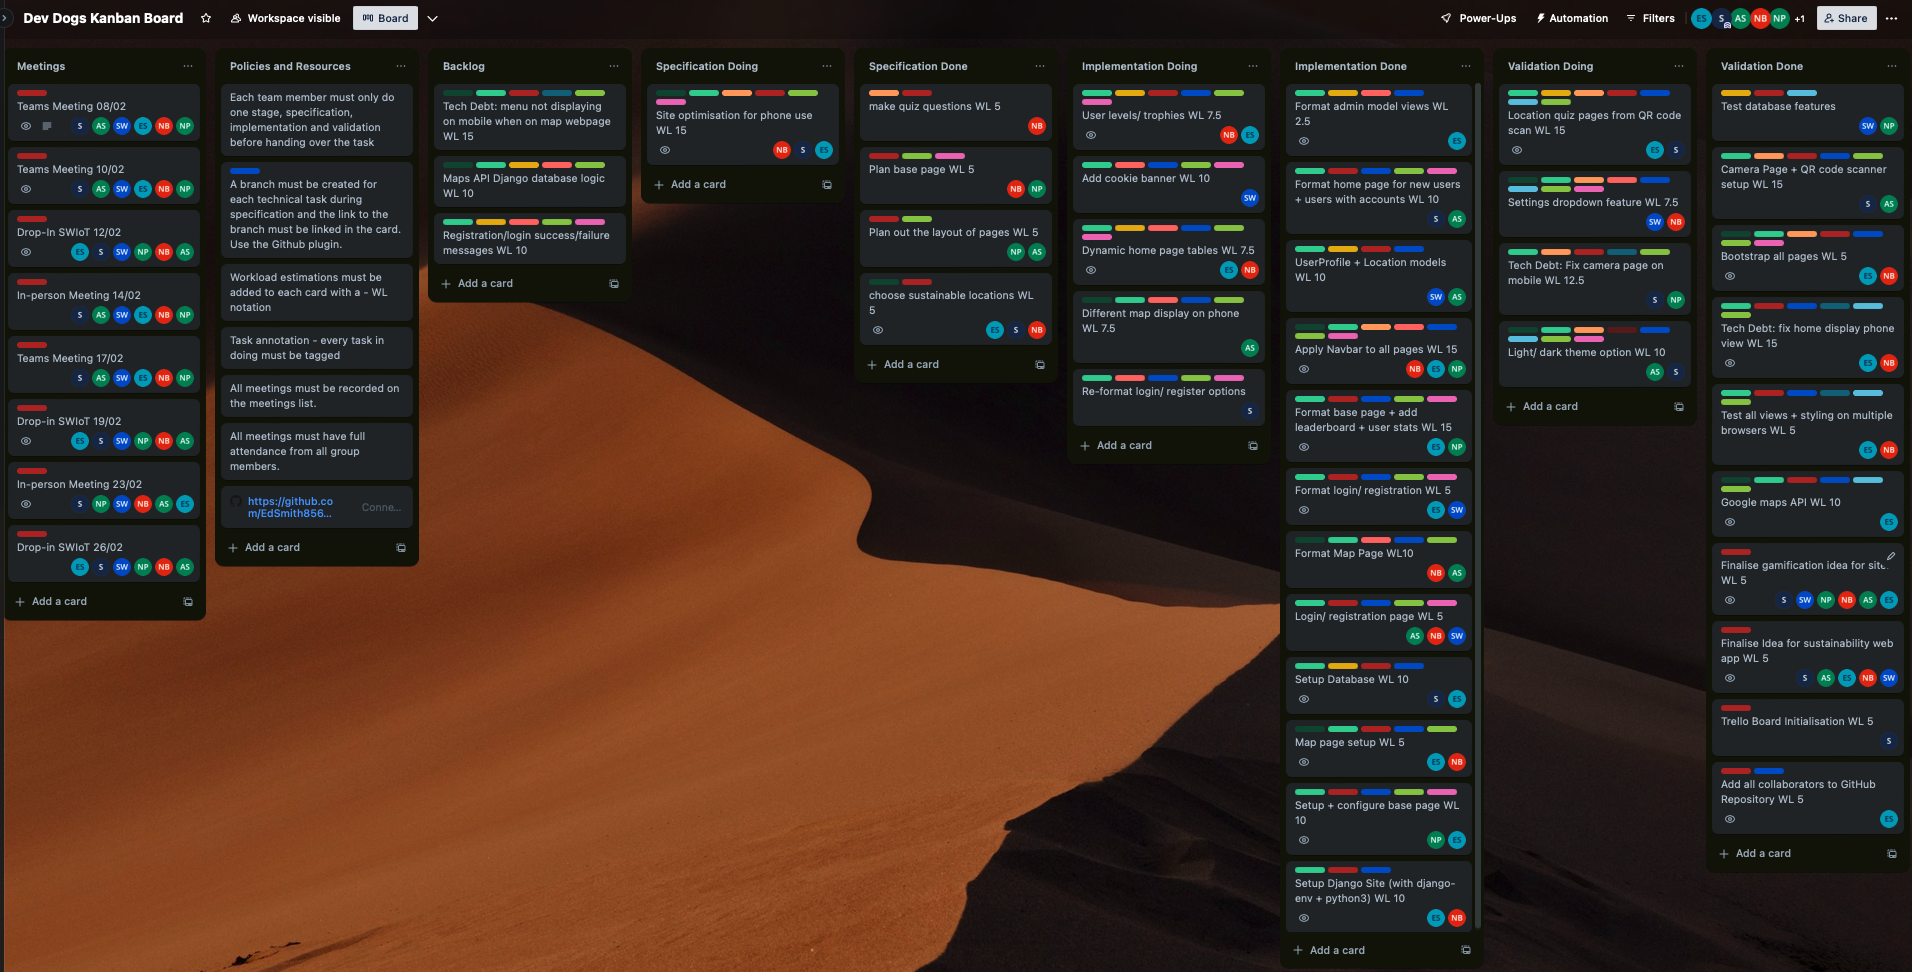 Dev Dogs Kanban Board
Workspace visible
Board
Power-Ups
Automation
Filters
ES S AS NB NP +1
Share
Meetings
Teams Meeting 08/02
S AS SW ES NB NP
Teams Meeting 10/02
S AS SW ES NB NP
Drop-In SWIoT 12/02
ES S SW NP NB AS
In-person Meeting 14/02
S AS SW ES NB NP
Teams Meeting 17/02
S AS SW ES NB NP
Drop-in SWIoT 19/02
ES S SW NP NB AS
In-person Meeting 23/02
S NP SW NB AS ES
Drop-in SWIoT 26/02
ES S SW NP NB AS
Add a card
Policies and Resources
Each team member must only do
one stage, specification,
implementation and validation
before handing over the task
A branch must be created for
each technical task during
specification and the link to the
branch must be linked in the card.
Use the Github plugin.
Workload estimations must be
added to each card with a - WL
notation
Task annotation - every task in
doing must be tagged
All meetings must be recorded on
the meetings list.
All meetings must have full
attendance from all group
members.
https://github.co
m/EdSmith856...
Conne...
Add a card
Backlog
Tech Debt: menu not displaying
on mobile when on map webpage
WL 15
Maps API Django database logic
WL 10
Registration/login success/failure
messages WL 10
Add a card
Specification Doing
Site optimisation for phone use
WL 15
NB S ES
Add a card
Specification Done
make quiz questions WL 5
NB
Plan base page WL 5
NB NP
Plan out the layout of pages WL 5
NP AS
choose sustainable locations WL
5
ES S NB
Add a card
Implementation Doing
User levels/ trophies WL 7.5
NB ES
Add cookie banner WL 10
SW
Dynamic home page tables WL 7.5
ES NB
Different map display on phone
WL 7.5
AS
Re-format login/ register options
S
Add a card
Implementation Done
Format admin model views WL
2.5
ES
Format home page for new users
+ users with accounts WL 10
S AS
UserProfile + Location models
WL 10
SW AS
Apply Navbar to all pages WL 15
NB ES NP
Format base page + add
leaderboard + user stats WL 15
ES NP
Format login/ registration WL 5
ES SW
Format Map Page WL10
NB AS
Login/ registration page WL 5
AS NB SW
Setup Database WL 10
S ES
Map page setup WL 5
ES NB
Setup + configure base page WL
10
NP ES
Setup Django Site (with django-
env + python3) WL 10
ES NB
Add a card
Validation Doing
Location quiz pages from QR code
scan WL 15
ES S
Settings dropdown feature WL 7.5
SW NB
Tech Debt: Fix camera page on
mobile WL 12.5
S NP
Light/ dark theme option WL 10
AS S
Add a card
Validation Done
Test database features
SW NP
Camera Page + QR code scanner
setup WL 15
S AS
Bootstrap all pages WL 5
ES NB
Tech Debt: fix home display phone
view WL 15
ES NB
Test all views + styling on multiple
browsers WL 5
ES NB
Google maps API WL 10
ES
Finalise gamification idea for site
WL 5
S SW NP NB AS ES
Finalise Idea for sustainability web
app WL 5
S AS ES NB SW
Trello Board Initialisation WL 5
S
Add all collaborators to GitHub
Repository WL 5
ES
Add a card